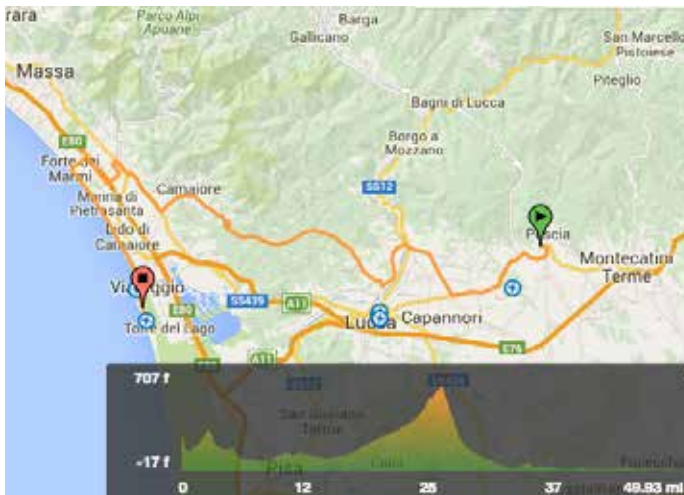 rara
Parco Alpi
Apuane
Barga
Gallicano
San Marcello
Pistoiese
Massa
Piteglio
Bagni di Lucca
E80
Borgo a
Mozzano
Forte dei
Marmi
SS12
Camaiore
Marina di
Pietrasanta
Lido di
Camaiore
Pescia
Montecatini
Terme
Viareggio
SS439
A11
E80
Torre del Lago
Lucca
Capannori
E76
A11
707 f
San Giuliano
Terme
-17 f
Pisa
Fucecchio
0
12
25
37
49.93 mi